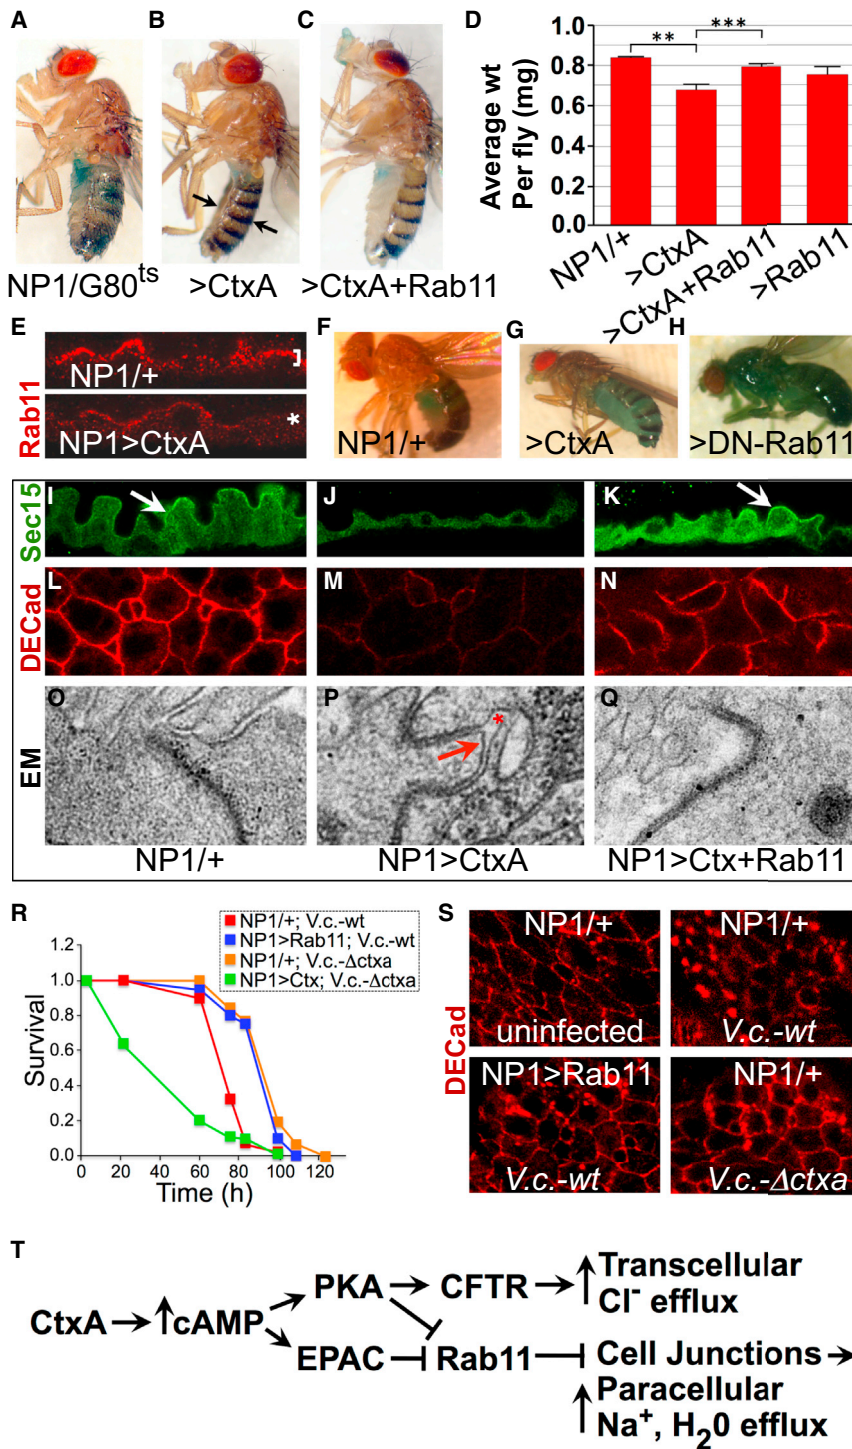 A
B
C
NP1/G80ts
>CtxA
>CtxA+Rab11
D
**
***
Average wt
Per fly (mg)
1.0
0.8
0.6
0.4
0.2
0.0
NP1/+
>CtxA
>CtxA+Rab11
>Rab11
E
Rab11
NP1/+
]
NP1>CtxA
*
F
NP1/+
G
>CtxA
H
>DN-Rab11
Sec15
I
J
K
DECad
L
M
N
EM
O
P
*
Q
NP1/+
NP1>CtxA
NP1>Ctx+Rab11
R
NP1/+; V.c.-wt
NP1>Rab11; V.c.-wt
NP1/+; V.c.-Δctxa
NP1>Ctx; V.c.-Δctxa
Survival
1.2
1.0
0.8
0.6
0.4
0.2
0.0
0 20 40 60 80 100 120
Time (h)
S
DECad
NP1/+
uninfected
NP1/+
V.c.-wt
NP1>Rab11
V.c.-wt
NP1/+
V.c.-Δctxa
T
CtxA → ↑cAMP
PKA → CFTR → ↑ Transcellular
Cl- efflux
EPAC ⊣ Rab11 ⊣ Cell Junctions →
↑ Paracellular
Na+, H20 efflux